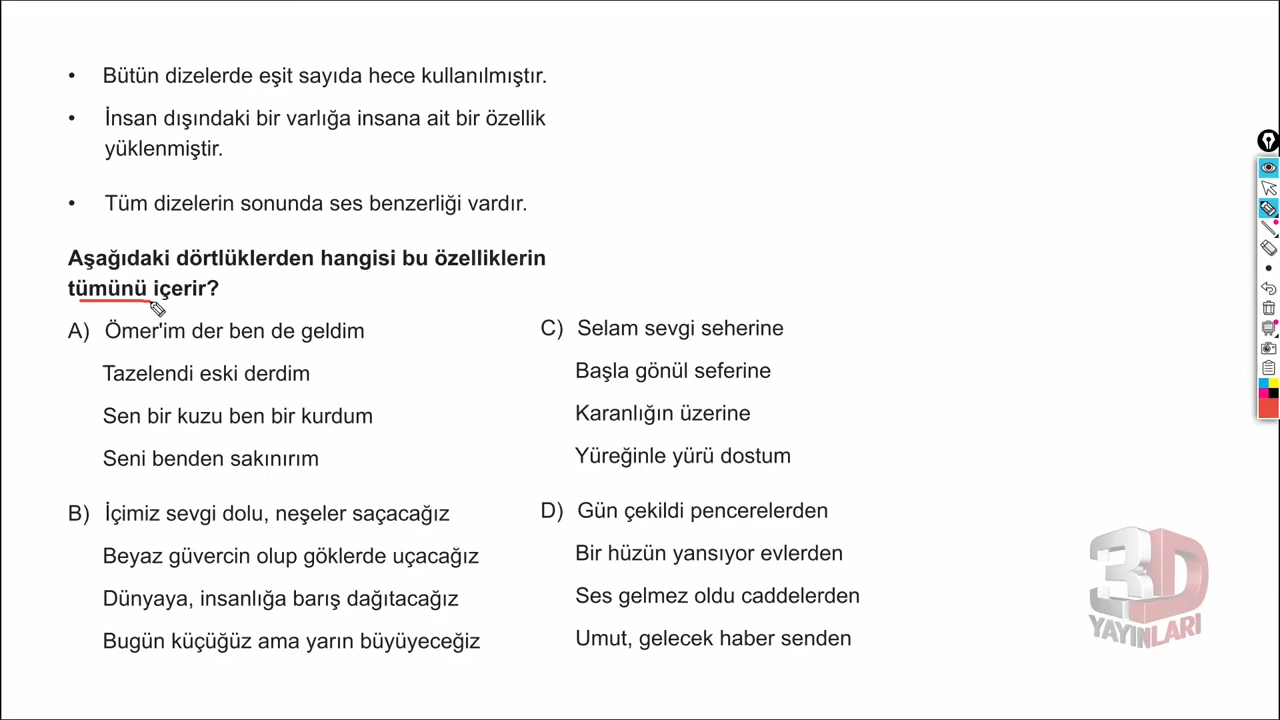 • Bütün dizelerde eşit sayıda hece kullanılmıştır.
• İnsan dışındaki bir varlığa insana ait bir özellik
yüklenmiştir.
• Tüm dizelerin sonunda ses benzerliği vardır.
Aşağıdaki dörtlüklerden hangisi bu özelliklerin
tümünü içerir?
A) Ömer'im der ben de geldim
Tazelendi eski derdim
Sen bir kuzu ben bir kurdum
Seni benden sakınırım
B) İçimiz sevgi dolu, neşeler saçacağız
Beyaz güvercin olup göklerde uçacağız
Dünyaya, insanlığa barış dağıtacağız
Bugün küçüğüz ama yarın büyüyeceğiz
C) Selam sevgi seherine
Başla gönül seferine
Karanlığın üzerine
Yüreğinle yürü dostum
D) Gün çekildi pencerelerden
Bir hüzün yansıyor evlerden
Ses gelmez oldu caddelerden
Umut, gelecek haber senden
3D
YAYINLARI